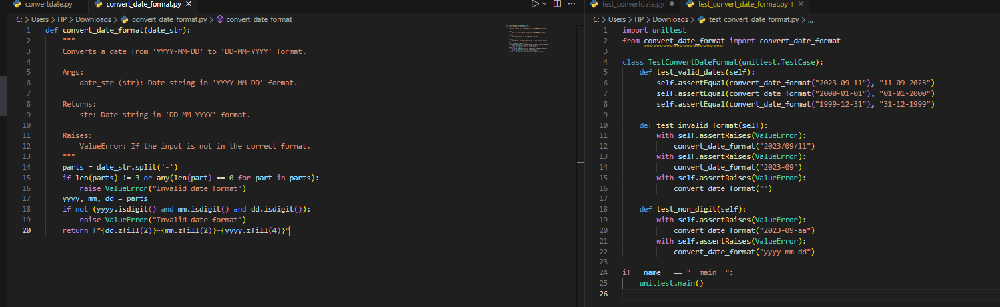 convertdate.py
convert_date_format.py
C: > Users > HP > Downloads > convert_date_format.py > convert_date_format
1 def convert_date_format(date_str):
2 """
3 Converts a date from 'YYYY-MM-DD' to 'DD-MM-YYYY' format.
4
5 Args:
6 date_str (str): Date string in 'YYYY-MM-DD' format.
7
8 Returns:
9 str: Date string in 'DD-MM-YYYY' format.
10
11 Raises:
12 ValueError: If the input is not in the correct format.
13 """
14 parts = date_str.split('-')
15 if len(parts) != 3 or any(len(part) == 0 for part in parts):
16 raise ValueError("Invalid date format")
17 yyyy, mm, dd = parts
18 if not (yyyy.isdigit() and mm.isdigit() and dd.isdigit()):
19 raise ValueError("Invalid date format")
20 return f"{dd.zfill(2)}-{mm.zfill(2)}-{yyyy.zfill(4)}"
test_convertdate.py
test_convert_date_format.py 1
C: > Users > HP > Downloads > test_convert_date_format.py > ...
1 import unittest
2 from convert_date_format import convert_date_format
3
4 class TestConvertDateFormat(unittest.TestCase):
5 def test_valid_dates(self):
6 self.assertEqual(convert_date_format("2023-09-11"), "11-09-2023")
7 self.assertEqual(convert_date_format("2000-01-01"), "01-01-2000")
8 self.assertEqual(convert_date_format("1999-12-31"), "31-12-1999")
9
10 def test_invalid_format(self):
11 with self.assertRaises(ValueError):
12 convert_date_format("2023/09/11")
13 with self.assertRaises(ValueError):
14 convert_date_format("2023-09")
15 with self.assertRaises(ValueError):
16 convert_date_format("")
17
18 def test_non_digit(self):
19 with self.assertRaises(ValueError):
20 convert_date_format("2023-09-aa")
21 with self.assertRaises(ValueError):
22 convert_date_format("yyyy-mm-dd")
23
24 if __name__ == "__main__":
25 unittest.main()
26